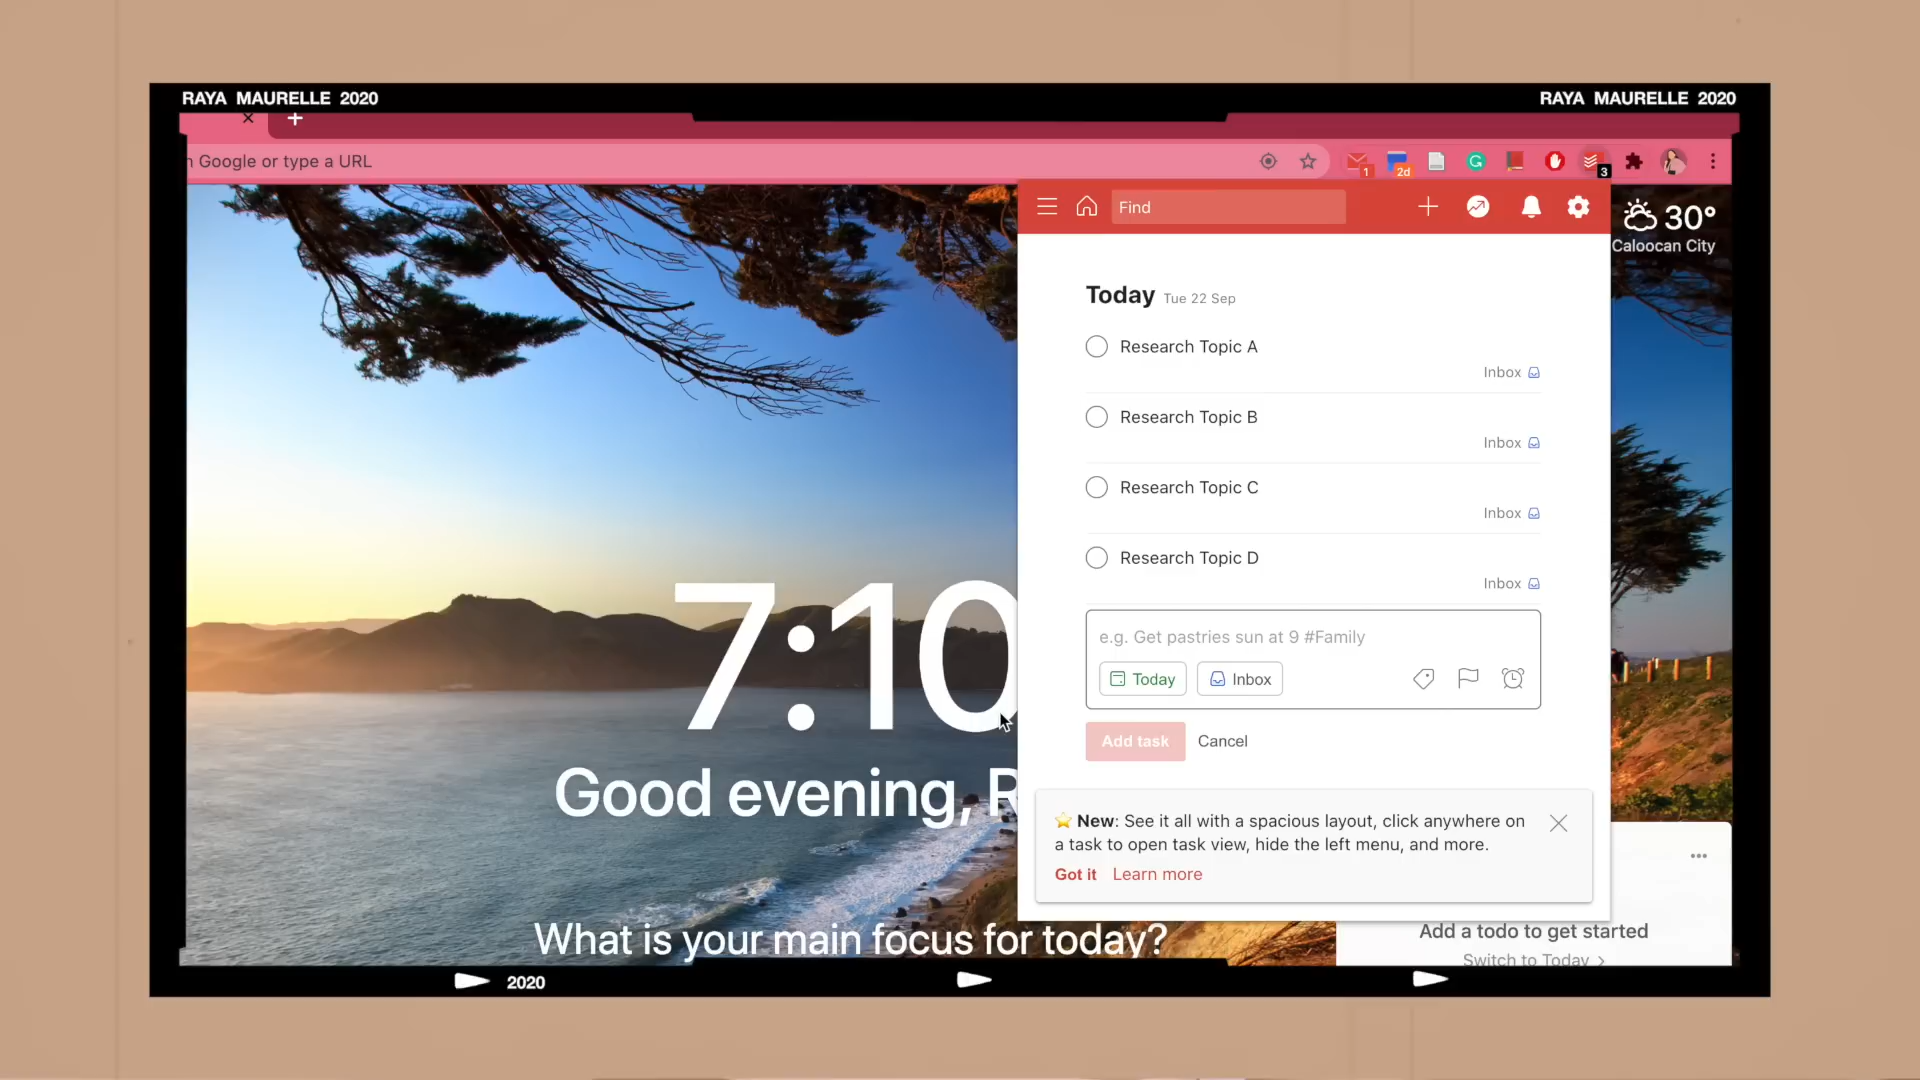 RAYA MAURELLE 2020
RAYA MAURELLE 2020
Google or type a URL
1
2d
3
Find
30°
Caloocan City
Today Tue 22 Sep
Research Topic A
Inbox
Research Topic B
Inbox
Research Topic C
Inbox
Research Topic D
Inbox
e.g. Get pastries sun at 9 #Family
Today
Inbox
Add task
Cancel
7:10
Good evening, R
⭐ New: See it all with a spacious layout, click anywhere on
a task to open task view, hide the left menu, and more.
Got it
Learn more
What is your main focus for today?
Add a todo to get started
Switch to Today >
2020